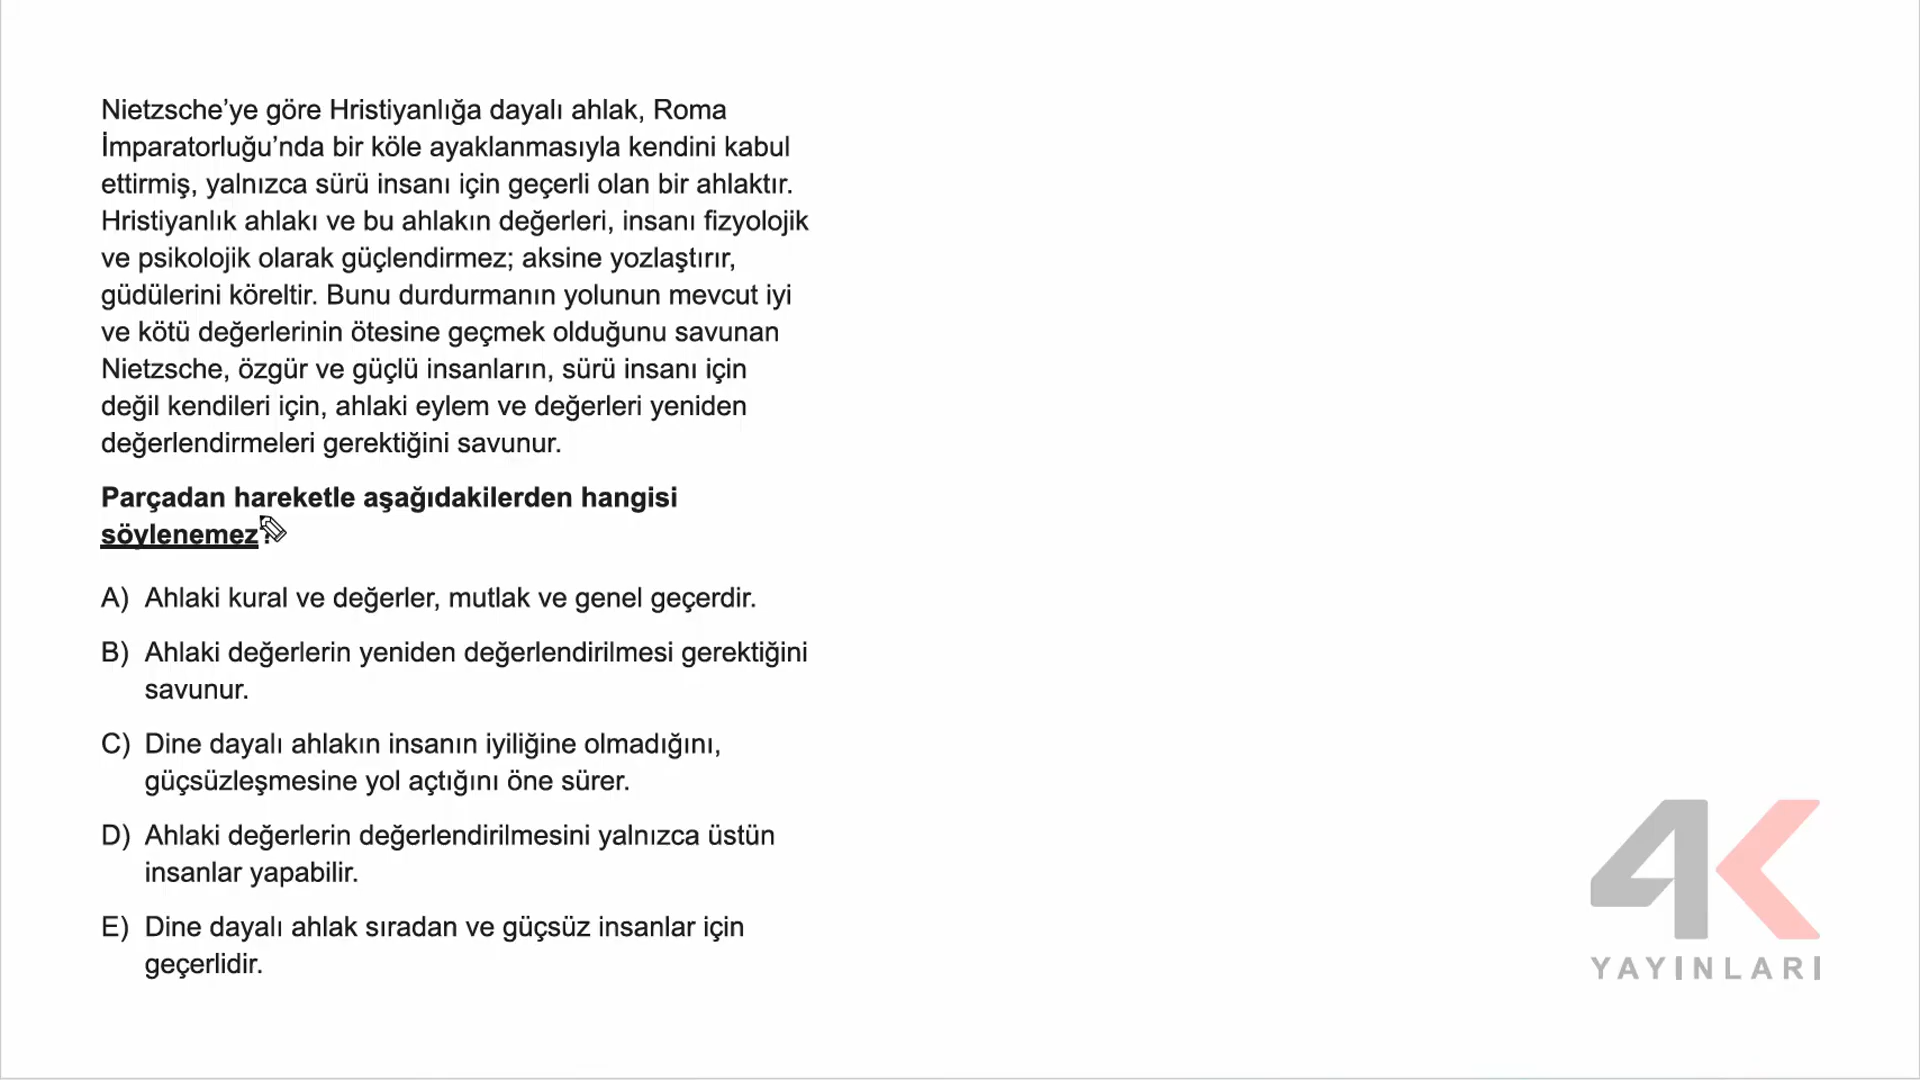 Nietzsche’ye göre Hristiyanlığa dayalı ahlak, Roma
İmparatorluğu’nda bir köle ayaklanmasıyla kendini kabul
ettirmiş, yalnızca sürü insanı için geçerli olan bir ahlaktır.
Hristiyanlık ahlakı ve bu ahlakın değerleri, insanı fizyolojik
ve psikolojik olarak güçlendirmez; aksine yozlaştırır,
güdülerini köreltir. Bunu durdurmanın yolunun mevcut iyi
ve kötü değerlerinin ötesine geçmek olduğunu savunan
Nietzsche, özgür ve güçlü insanların, sürü insanı için
değil kendileri için, ahlaki eylem ve değerleri yeniden
değerlendirmeleri gerektiğini savunur.
Parçadan hareketle aşağıdakilerden hangisi
söylenemez?
A) Ahlaki kural ve değerler, mutlak ve genel geçerdir.
B) Ahlaki değerlerin yeniden değerlendirilmesi gerektiğini
savunur.
C) Dine dayalı ahlakın insanın iyiliğine olmadığını,
güçsüzleşmesine yol açtığını öne sürer.
D) Ahlaki değerlerin değerlendirilmesini yalnızca üstün
insanlar yapabilir.
E) Dine dayalı ahlak sıradan ve güçsüz insanlar için
geçerlidir.
4K
YAYINLARI